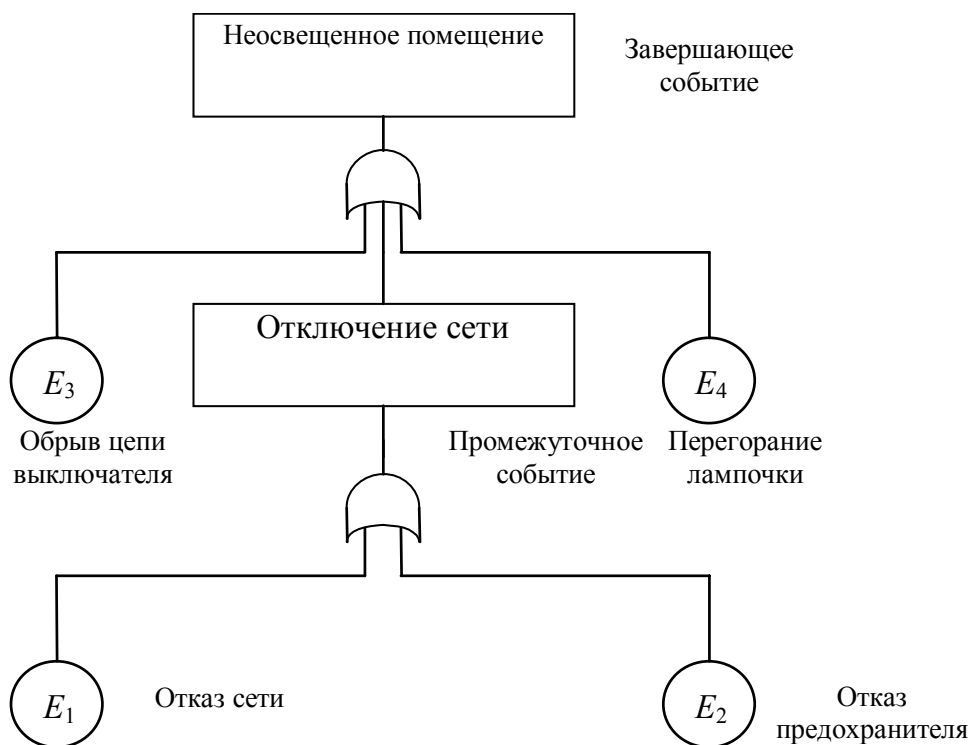 Неосвещенное помещение
Завершающее
событие
Отключение сети
E3
E4
Обрыв цепи
выключателя
Промежуточное
событие
Перегорание
лампочки
E1
Отказ сети
E2
Отказ
предохранителя